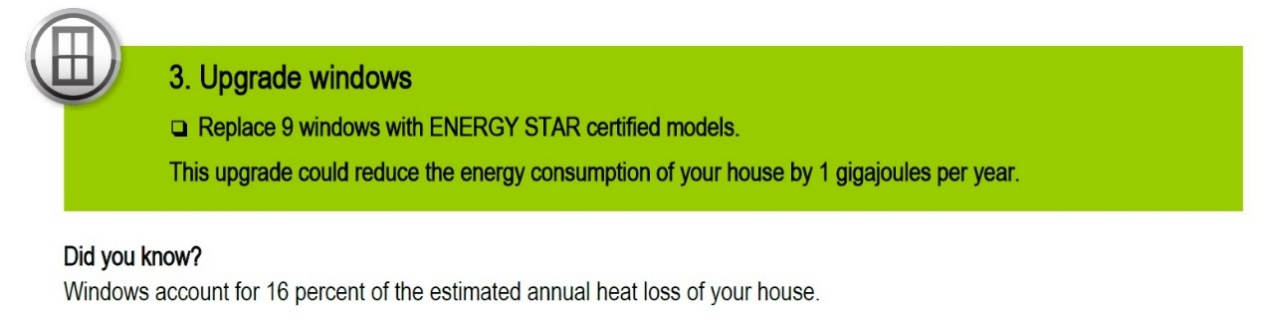 3. Upgrade windows
❑ Replace 9 windows with ENERGY STAR certified models.
This upgrade could reduce the energy consumption of your house by 1 gigajoules per year.
Did you know?
Windows account for 16 percent of the estimated annual heat loss of your house.